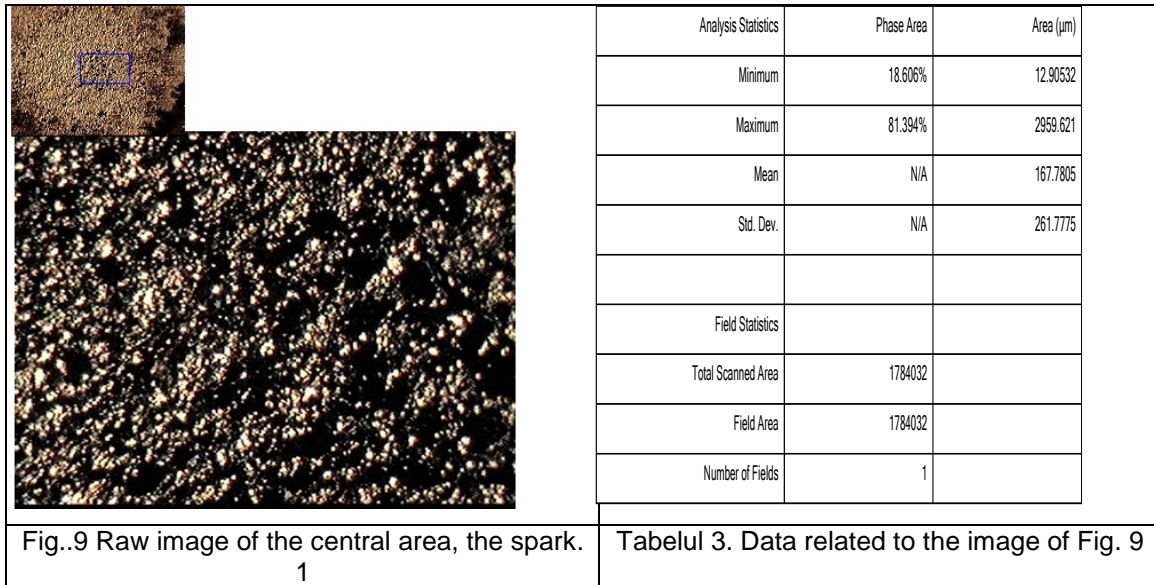 Analysis Statistics Phase Area Area (µm)
Minimum 18.606% 12.90532
Maximum 81.394% 2959.621
Mean N/A 167.7805
Std. Dev. N/A 261.7775
Field Statistics
Total Scanned Area 1784032
Field Area 1784032
Number of Fields 1
Fig..9 Raw image of the central area, the spark.
1
Tabelul 3. Data related to the image of Fig. 9